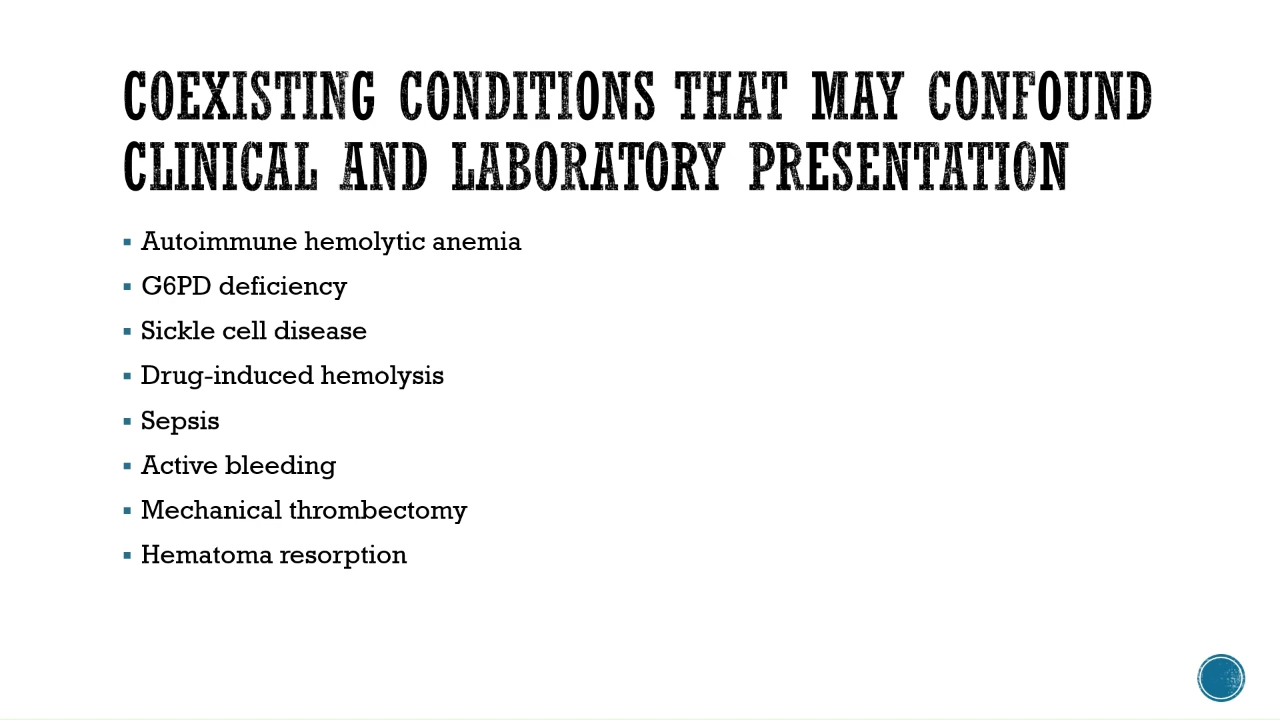 COEXISTING CONDITIONS THAT MAY CONFOUND
CLINICAL AND LABORATORY PRESENTATION
▪ Autoimmune hemolytic anemia
▪ G6PD deficiency
▪ Sickle cell disease
▪ Drug-induced hemolysis
▪ Sepsis
▪ Active bleeding
▪ Mechanical thrombectomy
▪ Hematoma resorption